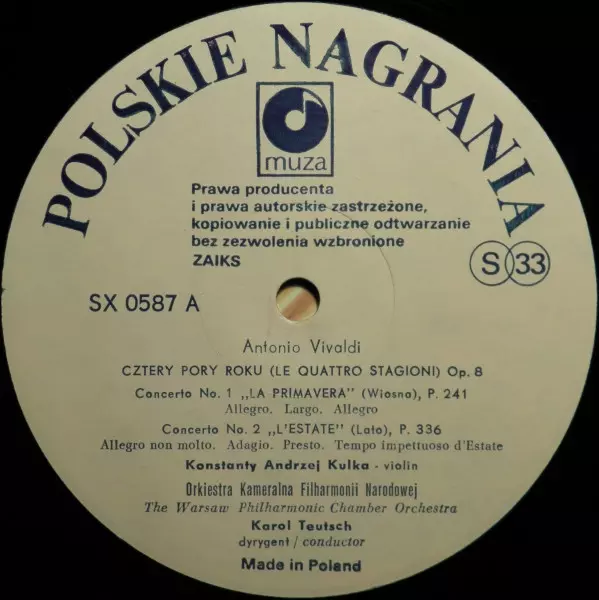 POLSKIE NAGRANIA
muza
Prawa producenta
i prawa autorskie zastrzeżone,
kopiowanie i publiczne odtwarzanie
bez zezwolenia wzbronione
ZAIKS
S 33
SX 0587 A
Antonio Vivaldi
CZTERY PORY ROKU (LE QUATTRO STAGIONI) Op. 8
Concerto No. 1 „LA PRIMAVERA" (Wiosna), P. 241
Allegro. Largo. Allegro
Concerto No. 2 „L'ESTATE" (Lato), P. 336
Allegro non molto. Adagio. Presto. Tempo impettuoso d'Estate
Konstanty Andrzej Kulka - violin
Orkiestra Kameralna Filharmonii Narodowej
The Warsaw Philharmonic Chamber Orchestra
Karol Teutsch
dyrygent / conductor
Made in Poland